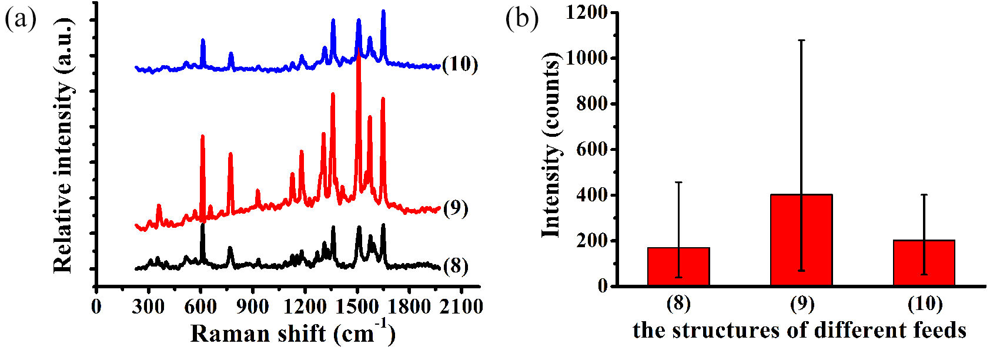 (a)
Relative intensity (a.u.)
(10)
(9)
(8)
0 300 600 900 1200 1500 1800 2100
Raman shift (cm-1)
(b)
Intensity (counts)
1200
1000
800
600
400
200
0
(8) (9) (10)
the structures of different feeds